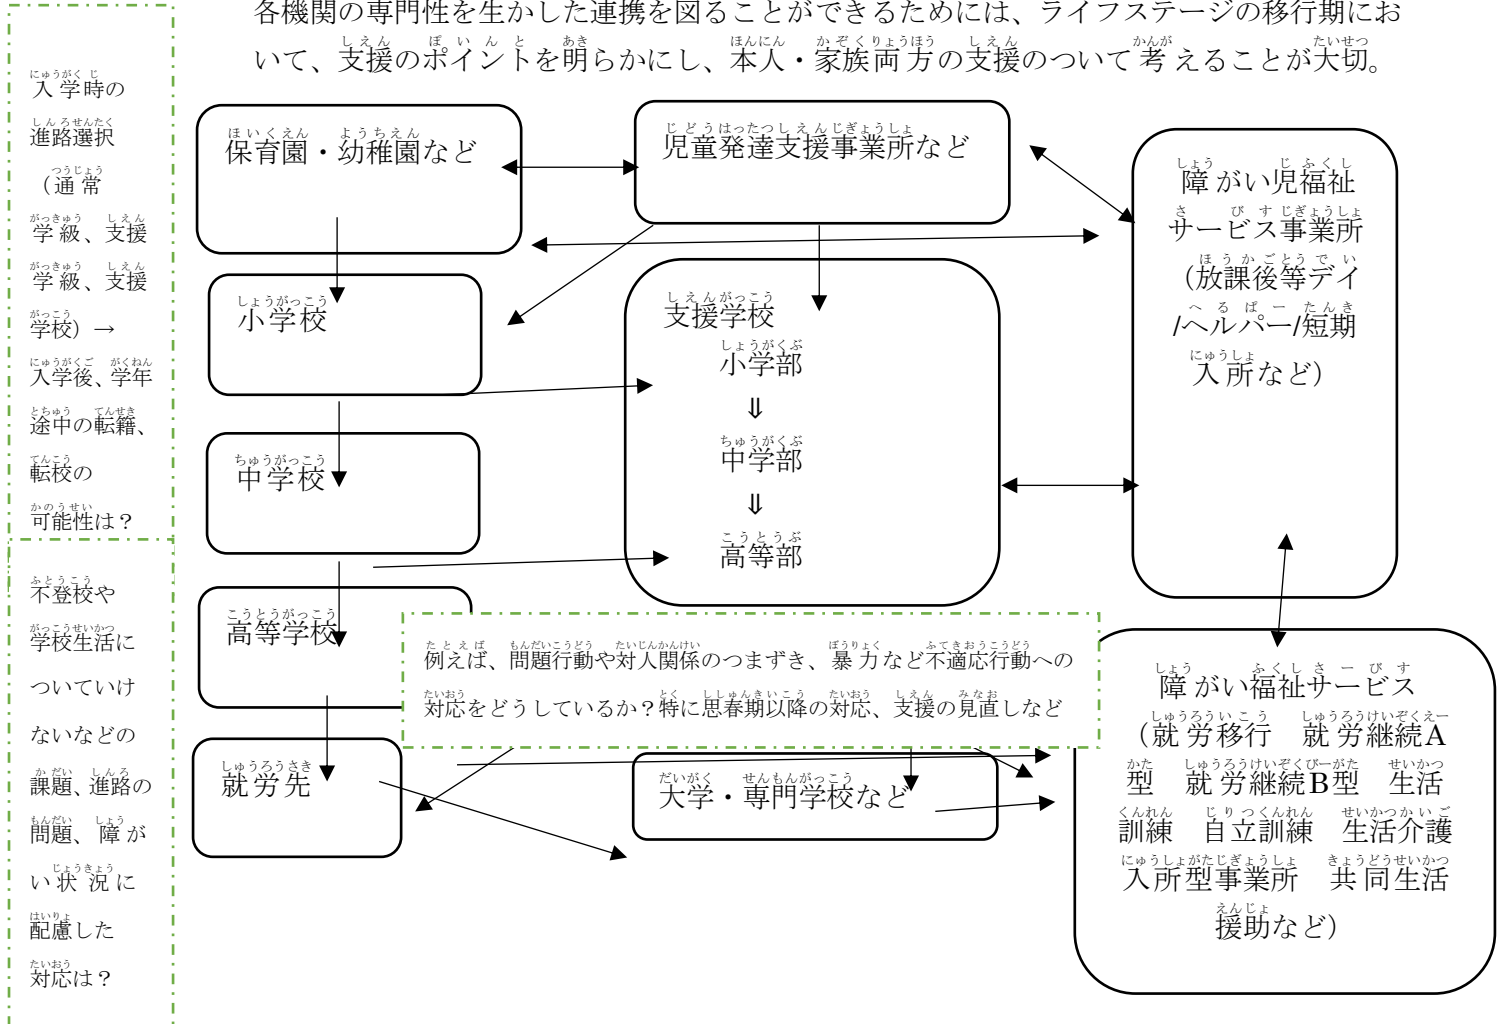 各機関の専門性を生かした連携を図ることができるためには、ライフステージの移行期にお
いて、支援のポイントを明らかにし、本人・家族両方の支援のついて考えることが大切。
入学時の
進路選択
（通常
学級、支援
学級、支援
学校）→
入学後、学年
途中の転籍、
転校の
可能性は？
不登校や
学校生活に
ついていけ
ないなどの
課題、進路の
問題、障が
い状況に
配慮した
対応は？
保育園・幼稚園など
小学校
中学校
高等学校
就労先
児童発達支援事業所など
支援学校
小学部
⇓
中学部
⇓
高等部
例えば、問題行動や対人関係のつまずき、暴力など不適応行動への
対応をどうしているか？特に思春期以降の対応、支援の見直しなど
大学・専門学校など
障がい児福祉
サービス事業所
（放課後等デイ
/ヘルパー/短期
入所など）
障がい福祉サービス
（就労移行　就労継続A
型　就労継続B型　生活
訓練　自立訓練　生活介護
入所型事業所　共同生活
援助など）